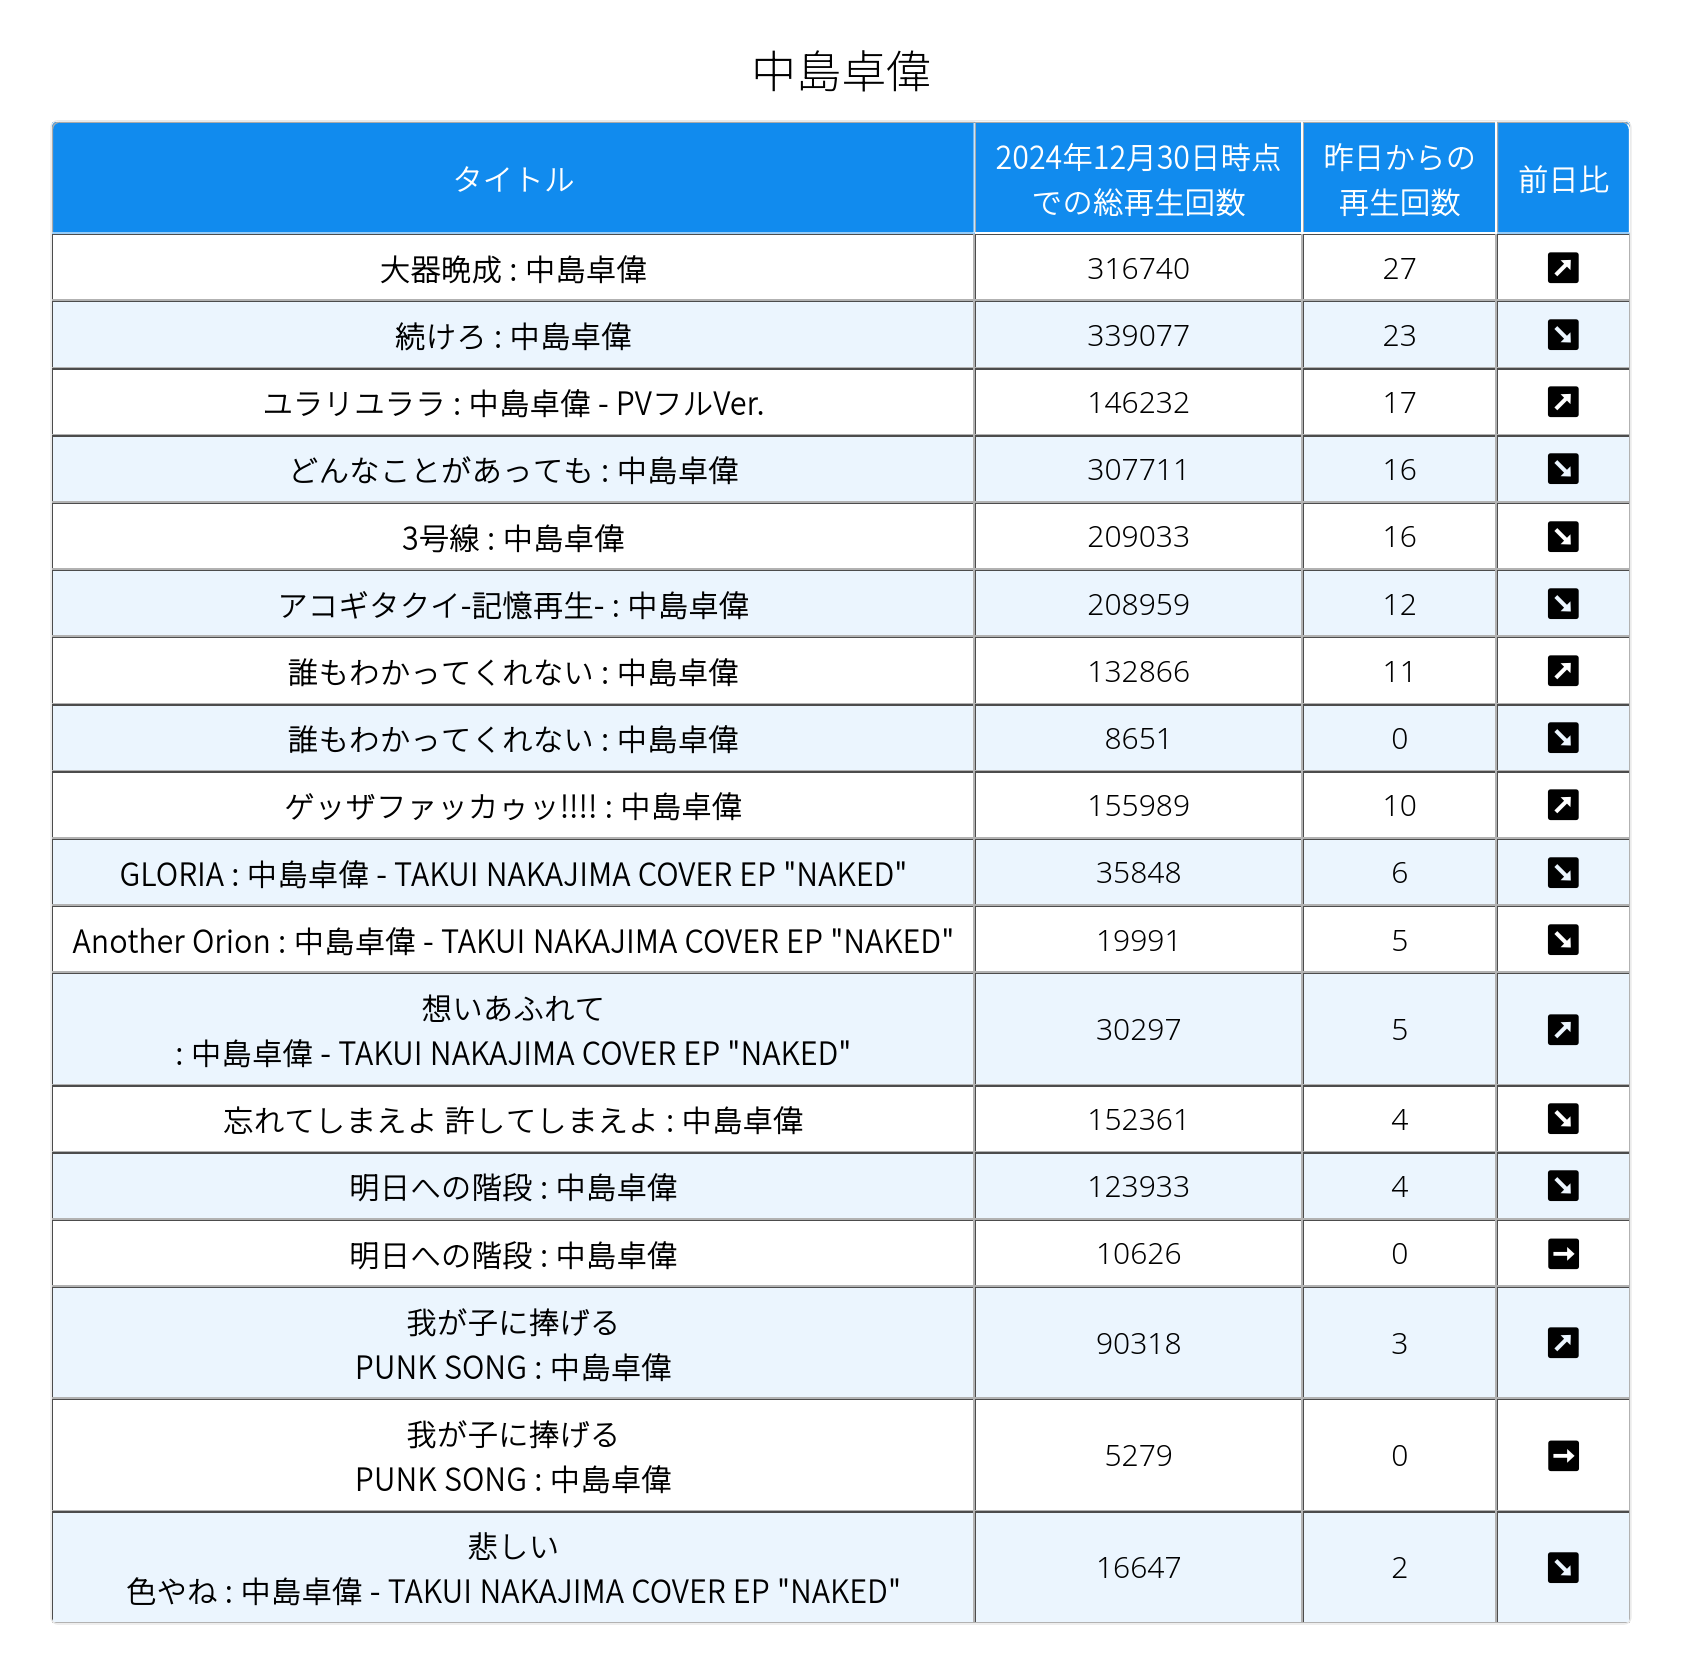 中島卓偉
タイトル 2024年12月30日時点 昨日からの 前日比
での総再生回数 再生回数
大器晩成 : 中島卓偉 316740 27 ↗
続けろ : 中島卓偉 339077 23 ↘
ユラリユララ : 中島卓偉 - PVフルVer. 146232 17 ↗
どんなことがあっても : 中島卓偉 307711 16 ↘
3号線 : 中島卓偉 209033 16 ↘
アコギタクイ-記憶再生- : 中島卓偉 208959 12 ↘
誰もわかってくれない : 中島卓偉 132866 11 ↗
誰もわかってくれない : 中島卓偉 8651 0 ↘
ゲッザファッカゥッ!!!! : 中島卓偉 155989 10 ↗
GLORIA : 中島卓偉 - TAKUI NAKAJIMA COVER EP "NAKED" 35848 6 ↘
Another Orion : 中島卓偉 - TAKUI NAKAJIMA COVER EP "NAKED" 19991 5 ↘
想いあふれて
: 中島卓偉 - TAKUI NAKAJIMA COVER EP "NAKED" 30297 5 ↗
忘れてしまえよ 許してしまえよ : 中島卓偉 152361 4 ↘
明日への階段 : 中島卓偉 123933 4 ↘
明日への階段 : 中島卓偉 10626 0 →
我が子に捧げる
PUNK SONG : 中島卓偉 90318 3 ↗
我が子に捧げる
PUNK SONG : 中島卓偉 5279 0 →
悲しい
色やね : 中島卓偉 - TAKUI NAKAJIMA COVER EP "NAKED" 16647 2 ↘